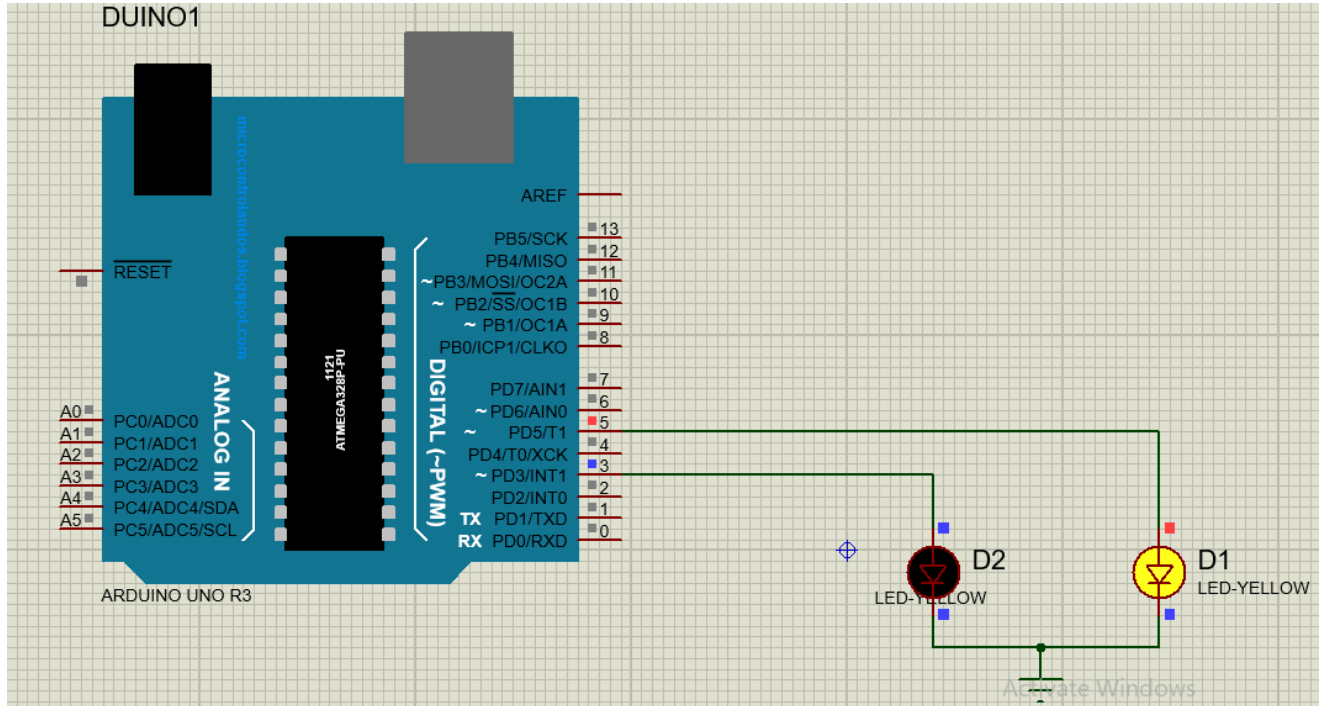 DUINO1
microcontrolandos.blogspot.com
RESET
AREF
PB5/SCK 13
PB4/MISO 12
~PB3/MOSI/OC2A 11
~ PB2/SS/OC1B 10
~ PB1/OC1A 9
PB0/ICP1/CLKO 8
1121
ATMEGA328P-PU
DIGITAL (~PWM)
PD7/AIN1 7
~ PD6/AIN0 6
~ PD5/T1 5
PD4/T0/XCK 4
~ PD3/INT1 3
PD2/INT0 2
TX PD1/TXD 1
RX PD0/RXD 0
ANALOG IN
A0 PC0/ADC0
A1 PC1/ADC1
A2 PC2/ADC2
A3 PC3/ADC3
A4 PC4/ADC4/SDA
A5 PC5/ADC5/SCL
ARDUINO UNO R3
D2
LED-YELLOW
D1
LED-YELLOW
Activate Windows